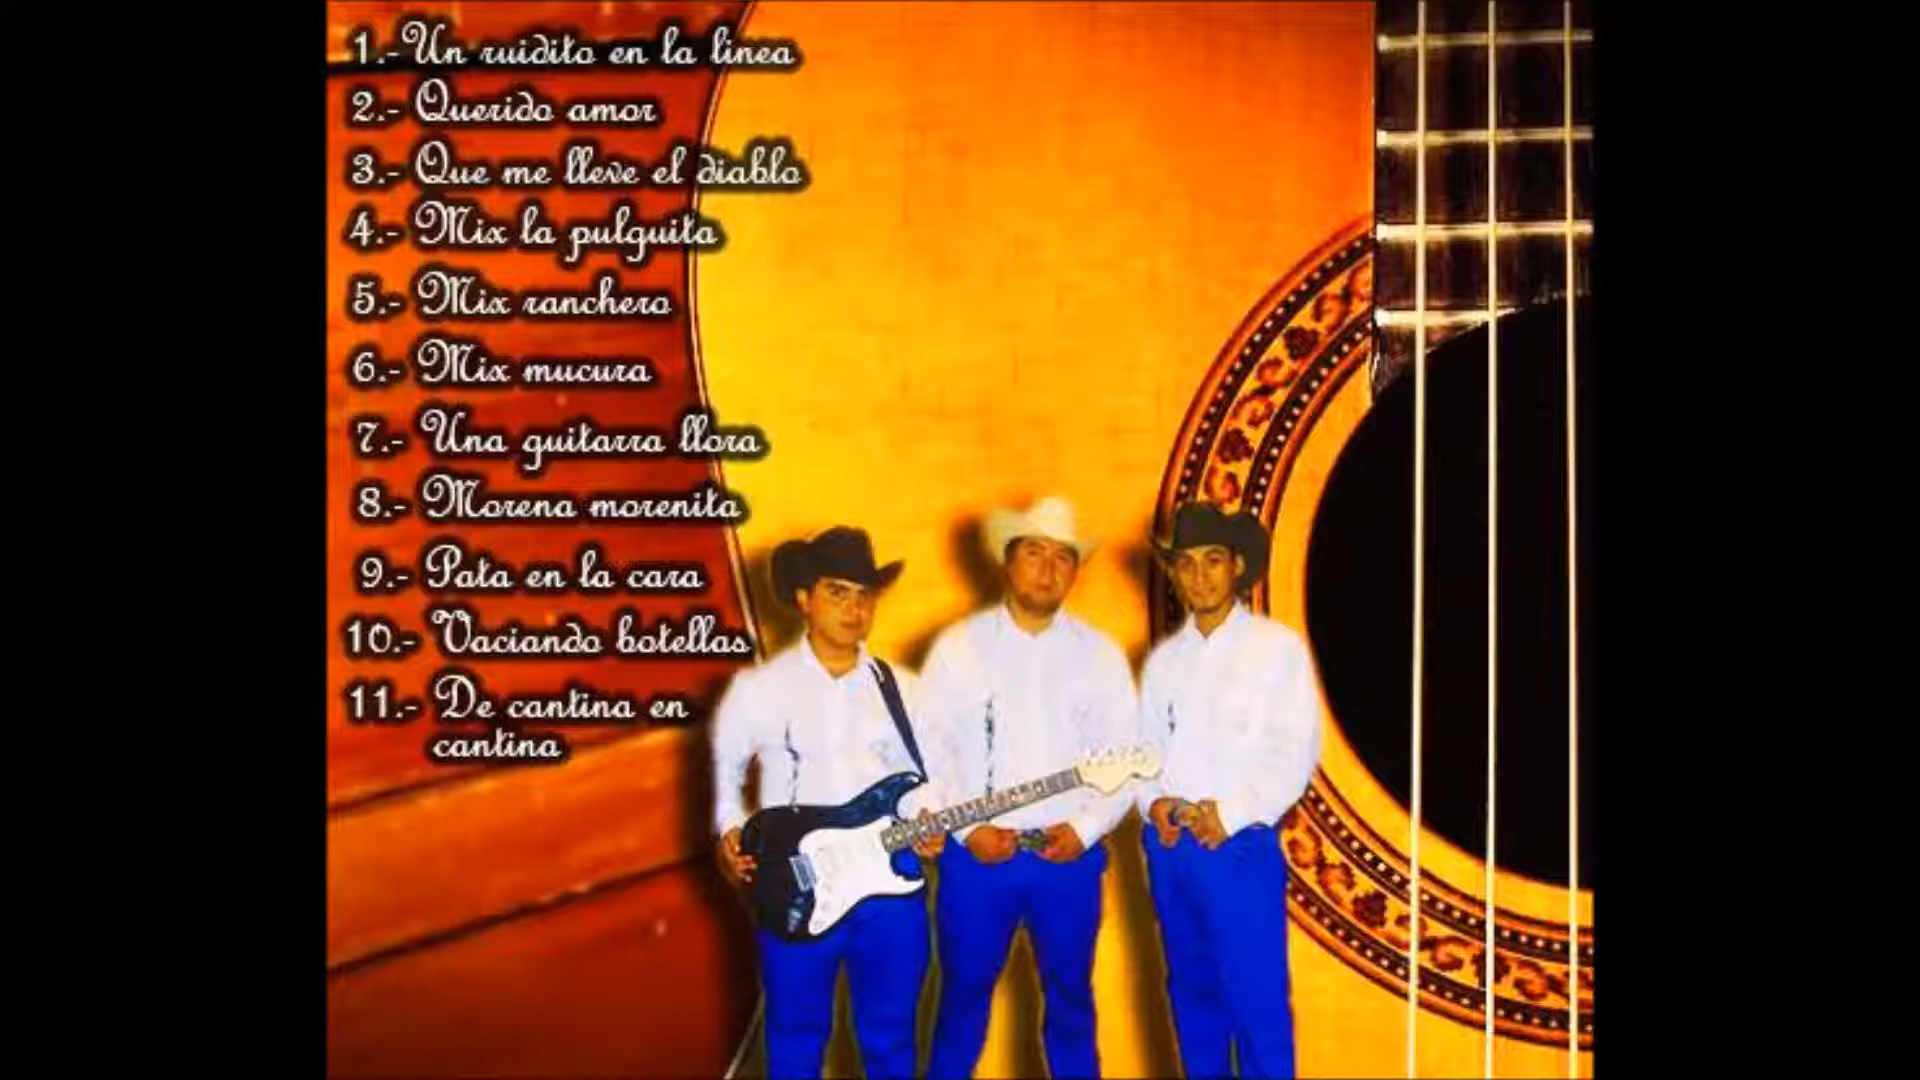 1.- Un ruidito en la linea
2.- Querido amor
3.- Que me lleve el diablo
4.- Mix la pulguita
5.- Mix ranchero
6.- Mix mucura
7.- Una guitarra llora
8.- Morena morenita
9.- Pata en la cara
10.- Vaciando botellas
11.- De cantina en
cantina